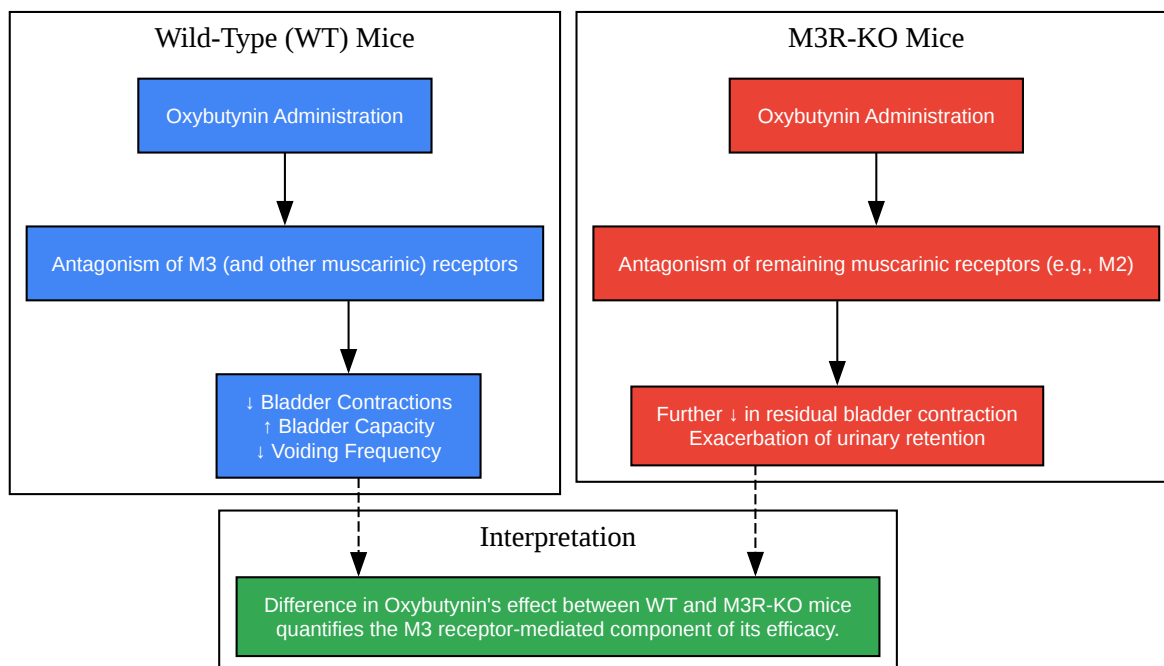 Wild-Type (WT) Mice
Oxybutynin Administration
Antagonism of M3 (and other muscarinic) receptors
↓ Bladder Contractions
↑ Bladder Capacity
↓ Voiding Frequency
M3R-KO Mice
Oxybutynin Administration
Antagonism of remaining muscarinic receptors (e.g., M2)
Further ↓ in residual bladder contraction
Exacerbation of urinary retention
Interpretation
Difference in Oxybutynin's effect between WT and M3R-KO mice
quantifies the M3 receptor-mediated component of its efficacy.